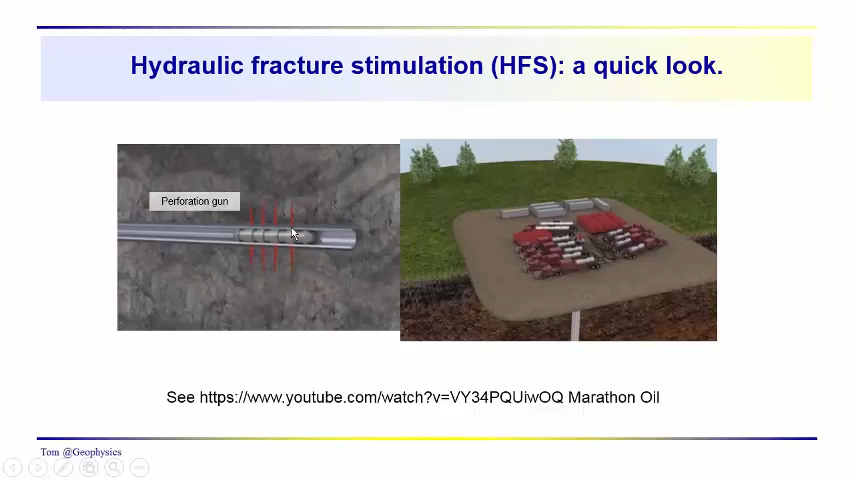 Hydraulic fracture stimulation (HFS): a quick look.
Perforation gun
See https://www.youtube.com/watch?v=VY34PQUiwOQ Marathon Oil
Tom @Geophysics